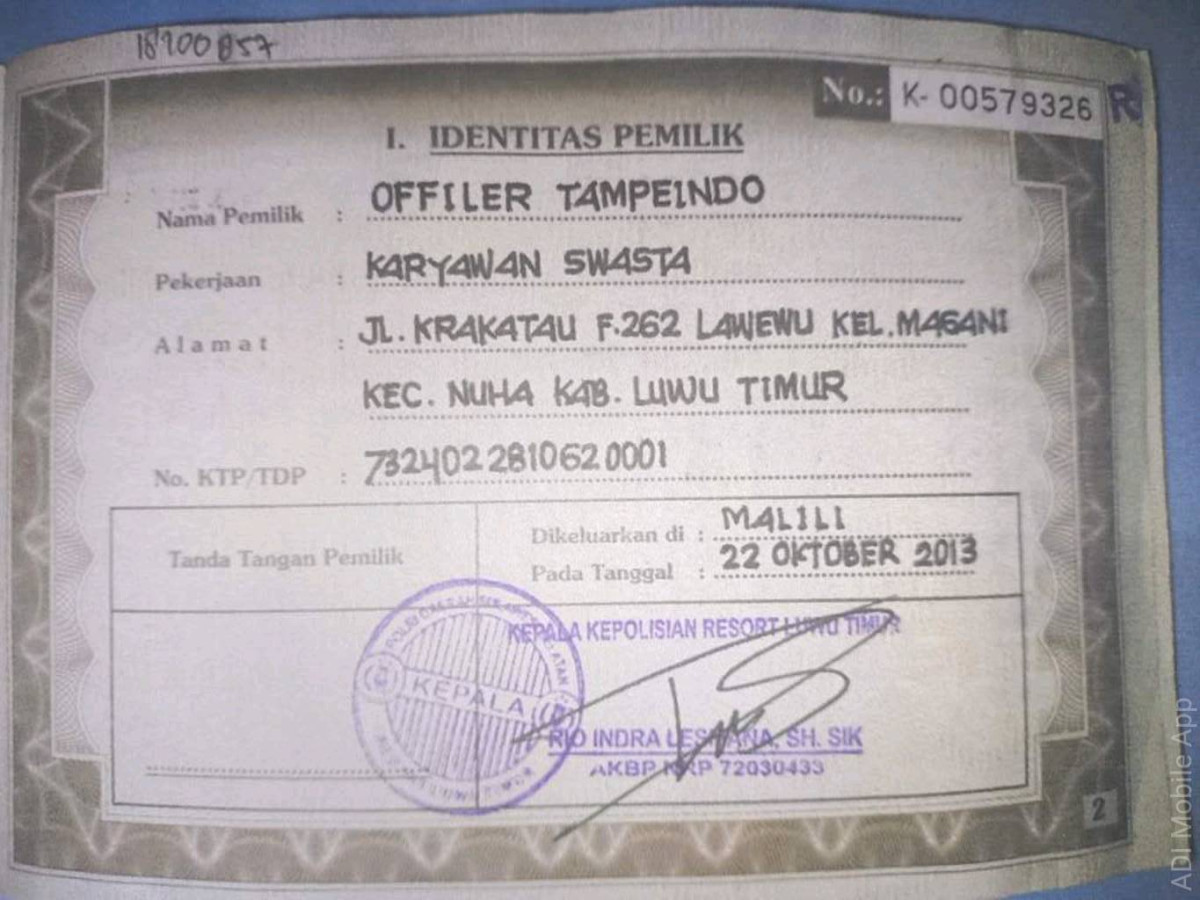 18900857
No.: K- 00579326 R
I. IDENTITAS PEMILIK
Nama Pemilik : OFFILER TAMPEINDO
Pekerjaan : KARYAWAN SWASTA
Alamat : JL. KRAKATAU F.262 LAWEWU KEL. MAGANI
KEC. NUHA KAB. LUWU TIMUR
No. KTP/TDP : 7324022810620001
Tanda Tangan Pemilik
Dikeluarkan di : MALILI
Pada Tanggal : 22 OKTOBER 2013
KEPALA KEPOLISIAN RESORT LUWU TIMUR
KEPALA
RIO INDRA LESMANA, SH. SIK
AKBP NRP 72030433
2
ADI Mobile App